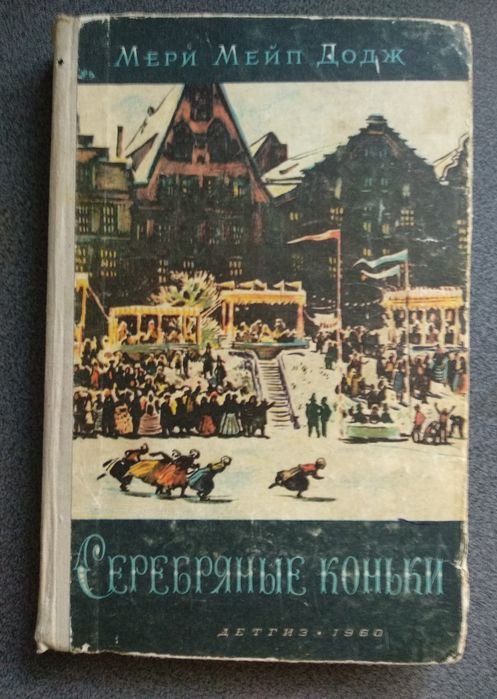 Мери Мейп Додж
Серебряные коньки
Детгиз • 1960